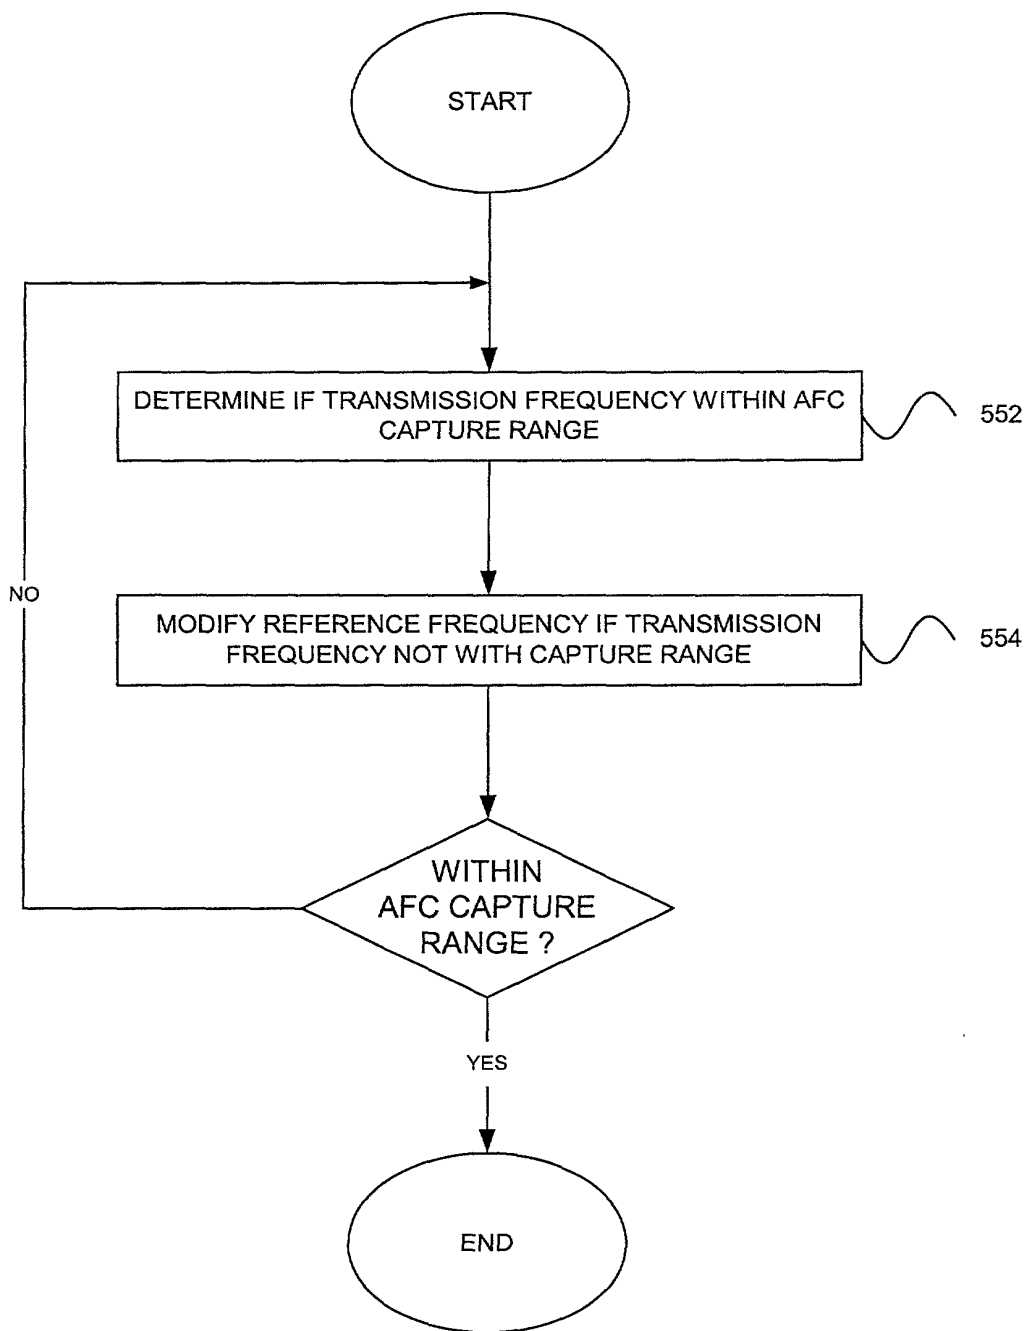 START
DETERMINE IF TRANSMISSION FREQUENCY WITHIN AFC
CAPTURE RANGE
552
NO
MODIFY REFERENCE FREQUENCY IF TRANSMISSION
FREQUENCY NOT WITH CAPTURE RANGE
554
WITHIN
AFC CAPTURE
RANGE ?
YES
END